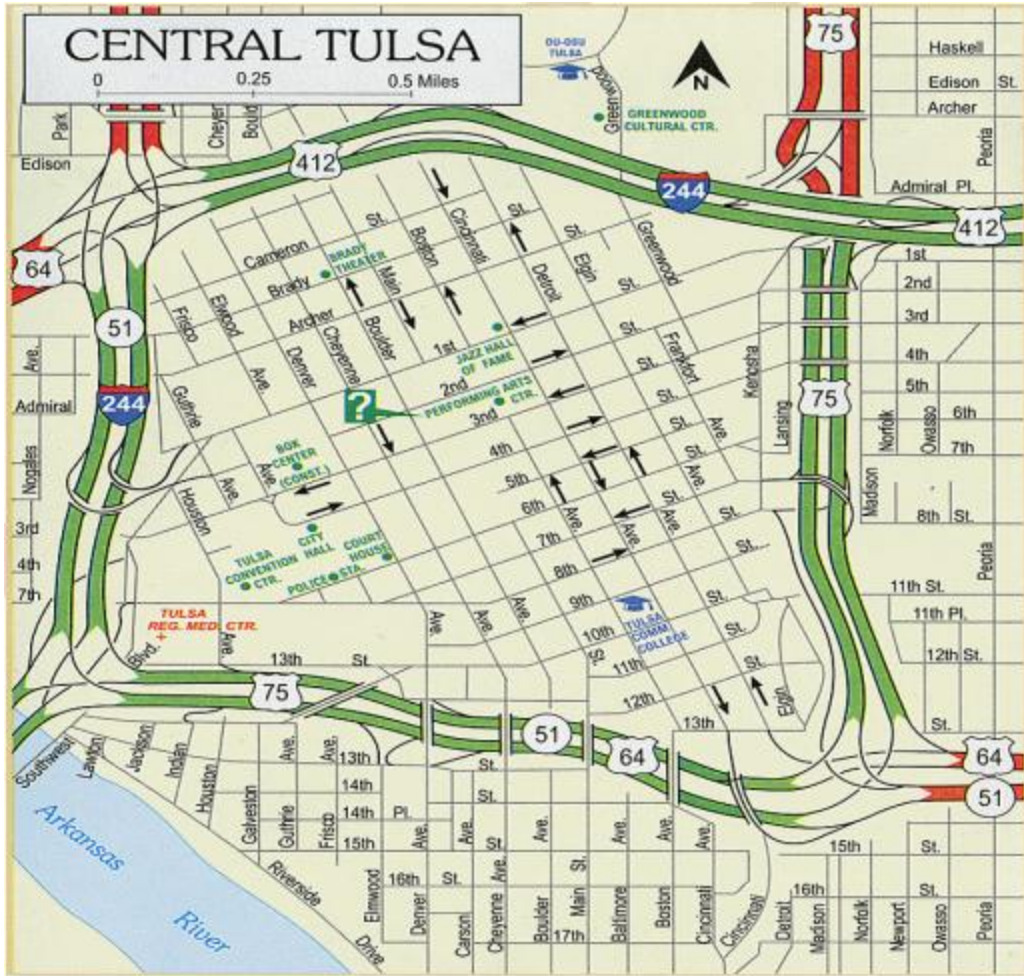 CENTRAL TULSA
0 0.25 0.5 Miles
OU-OSU
TULSA
N
75
Haskell
Edison St.
Archer
Park
Cheyen
Bould
Greenwood
GREENWOOD
CULTURAL CTR.
Peoria
Edison
412
244
Admiral Pl.
412
64
Cameron
St.
Cincinnati
St.
St.
Greenwood
1st
BRADY
THEATER
Boston
Brady
Main
Detroit
Elgin
St.
2nd
51
Frisco
Elwood
Archer
Boulder
3rd
Cheyenne
1st
JAZZ HALL
OF FAME
St.
Frankfort
Kenosha
4th
Ave.
Denver
Ave.
2nd
St.
5th
75
244
Admiral
Guthrie
?
PERFORMING ARTS
CTR.
3rd
St.
Ave.
Lansing
Norfolk
Owasso
6th
7th
BOK
CENTER
(CONST.)
4th
St.
Nogales
Ave.
Ave.
5th
Ave.
Madison
Houston
6th
Ave.
Ave.
Ave.
St.
8th St.
3rd
CITY
HALL
COURT
HOUSE
7th
St.
TULSA
CONVENTION
CTR.
POLICE STA.
4th
8th
Peoria
7th
9th
St.
11th St.
TULSA
REG. MED. CTR.
Ave.
Ave.
Ave.
TULSA
COMM.
COLLEGE
11th Pl.
Blvd.
Ave.
10th
St.
St.
12th St.
13th St.
11th
St.
75
12th
Elgin
51
13th
St.
64
64
51
Southwest
Lawton
Jackson
Indian
Houston
Ave.
Ave.
13th
St.
14th
St.
Galveston
Guthrie
Frisco
14th Pl.
15th
Ave.
Ave.
St.
Ave.
Ave.
Ave.
Ave.
15th St.
Arkansas
River
Riverside
Drive
Elmwood
16th St.
Denver
Carson
Cheyenne
Ave.
Boulder
Main
St.
17th
Baltimore
Boston
Cincinnati
Cincinnati
Detroit
16th
St.
Madison
Norfolk
Newport
Owasso
Peoria